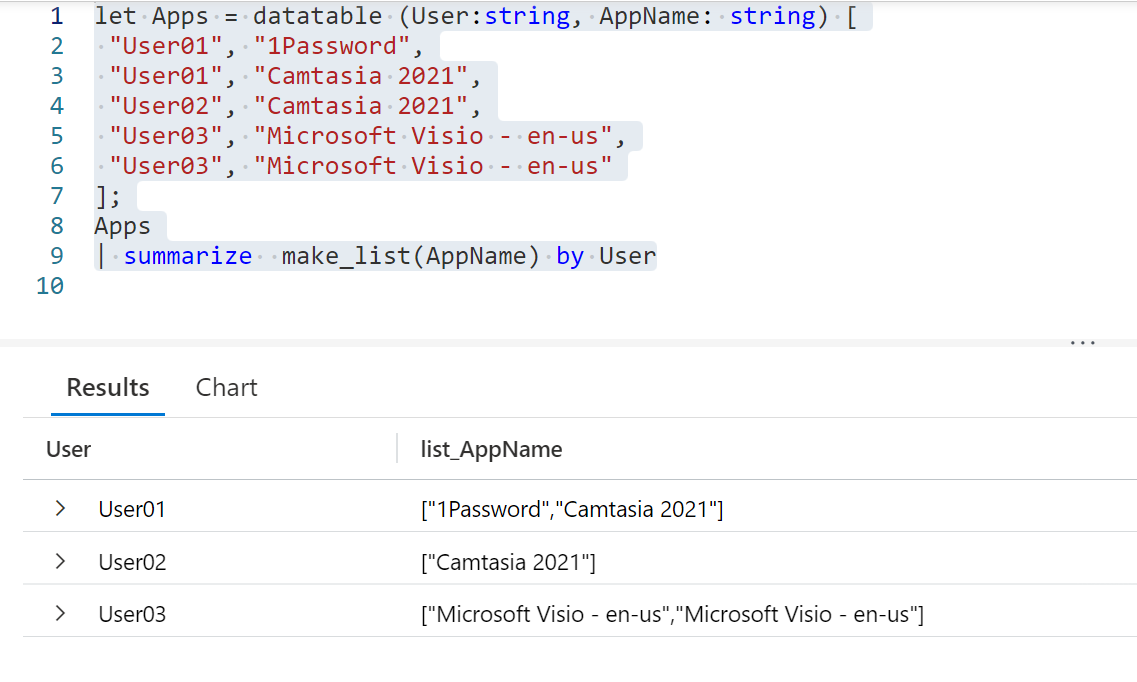 1 let Apps = datatable (User:string, AppName: string) [
2 "User01", "1Password",
3 "User01", "Camtasia 2021",
4 "User02", "Camtasia 2021",
5 "User03", "Microsoft Visio - en-us",
6 "User03", "Microsoft Visio - en-us"
7 ];
8 Apps
9 | summarize  make_list(AppName) by User
10
...
Results Chart
User list_AppName
> User01 ["1Password","Camtasia 2021"]
> User02 ["Camtasia 2021"]
> User03 ["Microsoft Visio - en-us","Microsoft Visio - en-us"]